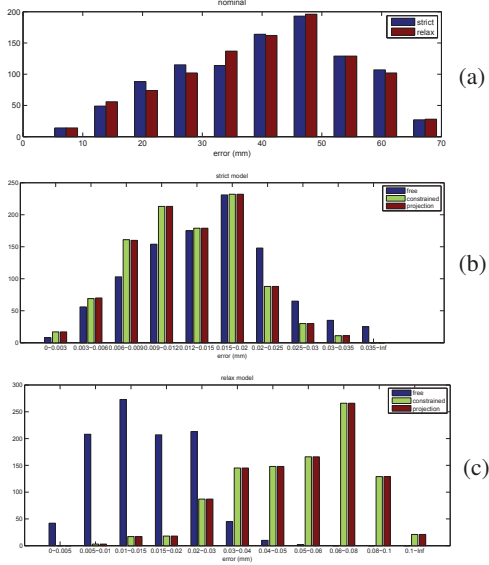 nominal
200
150
100
50
0
strict
relax
0 10 20 30 40 50 60 70
error (mm)
(a)
strict model
250
200
150
100
50
0
free
constrained
projection
0−0.003 0.003−0.006 0.006−0.009 0.009−0.012 0.012−0.015 0.015−0.02 0.02−0.025 0.025−0.03 0.03−0.035 0.035−Inf
error (mm)
(b)
relax model
300
250
200
150
100
50
0
free
constrained
projection
0−0.005 0.005−0.01 0.01−0.015 0.015−0.02 0.02−0.03 0.03−0.04 0.04−0.05 0.05−0.06 0.06−0.08 0.08−0.1 0.1−Inf
error (mm)
(c)